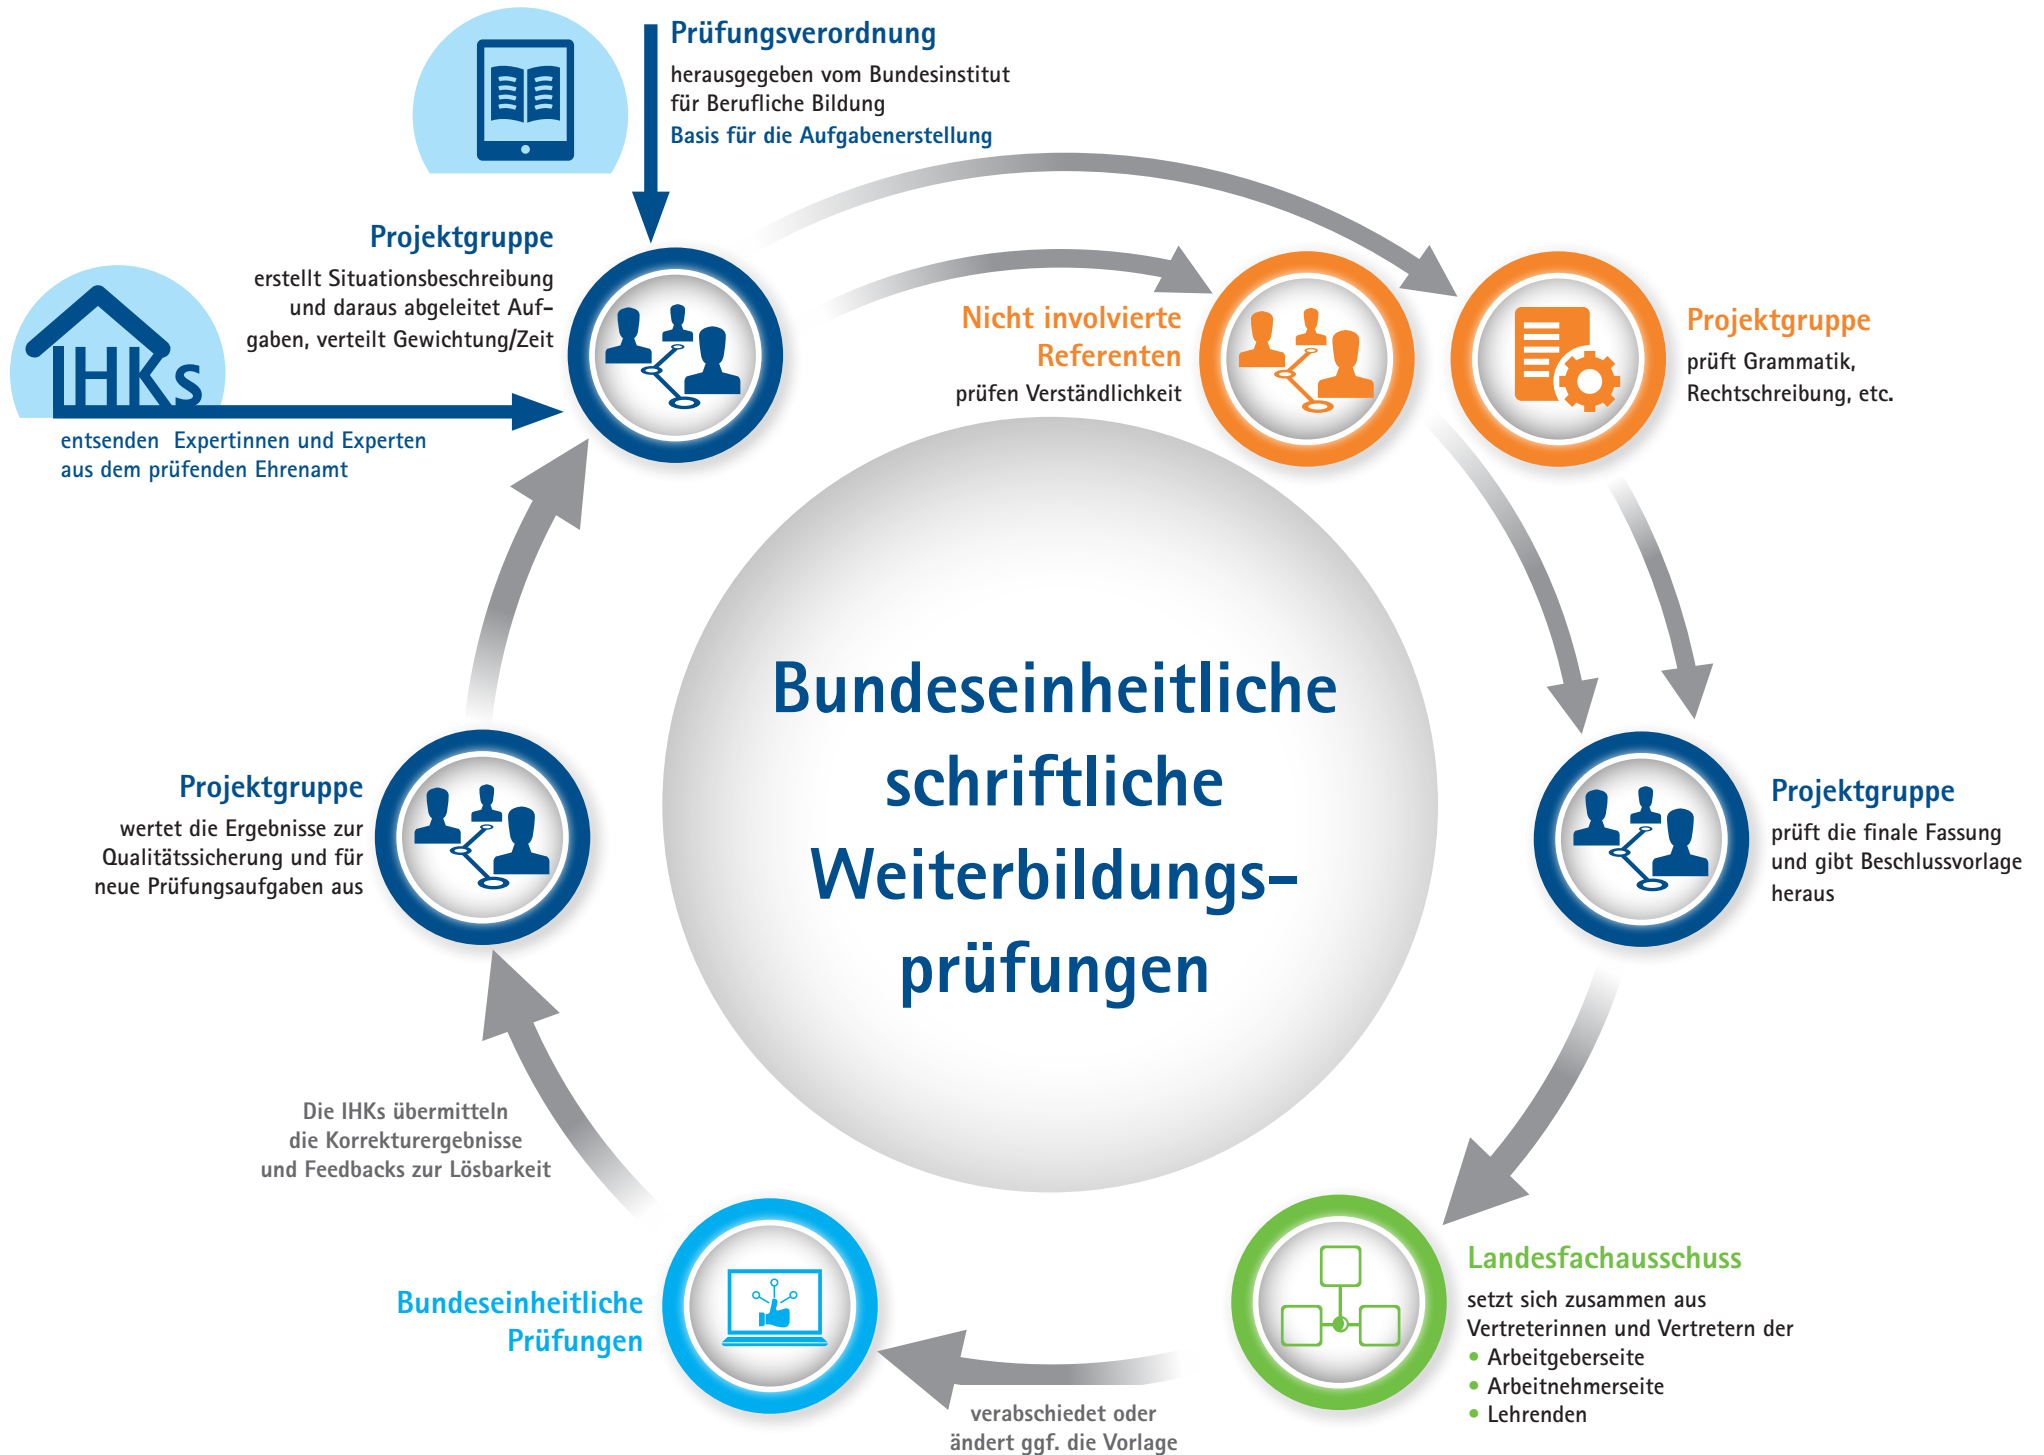 Prüfungsverordnung
herausgegeben vom Bundesinstitut
für Berufliche Bildung
Basis für die Aufgabenerstellung
Projektgruppe
erstellt Situationsbeschreibung
und daraus abgeleitet Auf-
gaben, verteilt Gewichtung/Zeit
IHKs
entsenden Expertinnen und Experten
aus dem prüfenden Ehrenamt
Nicht involvierte
Referenten
prüfen Verständlichkeit
Projektgruppe
prüft Grammatik,
Rechtschreibung, etc.
Bundeseinheitliche
schriftliche
Weiterbildungs-
prüfungen
Projektgruppe
wertet die Ergebnisse zur
Qualitätssicherung und für
neue Prüfungsaufgaben aus
Projektgruppe
prüft die finale Fassung
und gibt Beschlussvorlage
heraus
Die IHKs übermitteln
die Korrekturergebnisse
und Feedbacks zur Lösbarkeit
Bundeseinheitliche
Prüfungen
Landesfachausschuss
setzt sich zusammen aus
Vertreterinnen und Vertretern der
• Arbeitgeberseite
• Arbeitnehmerseite
• Lehrenden
verabschiedet oder
ändert ggf. die Vorlage